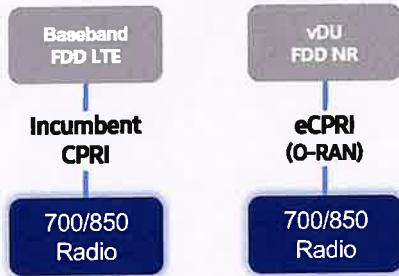 Baseband
FDD LTE
Incumbent
CPRI
700/850
Radio
vDU
FDD NR
eCPRI
(O-RAN)
700/850
Radio